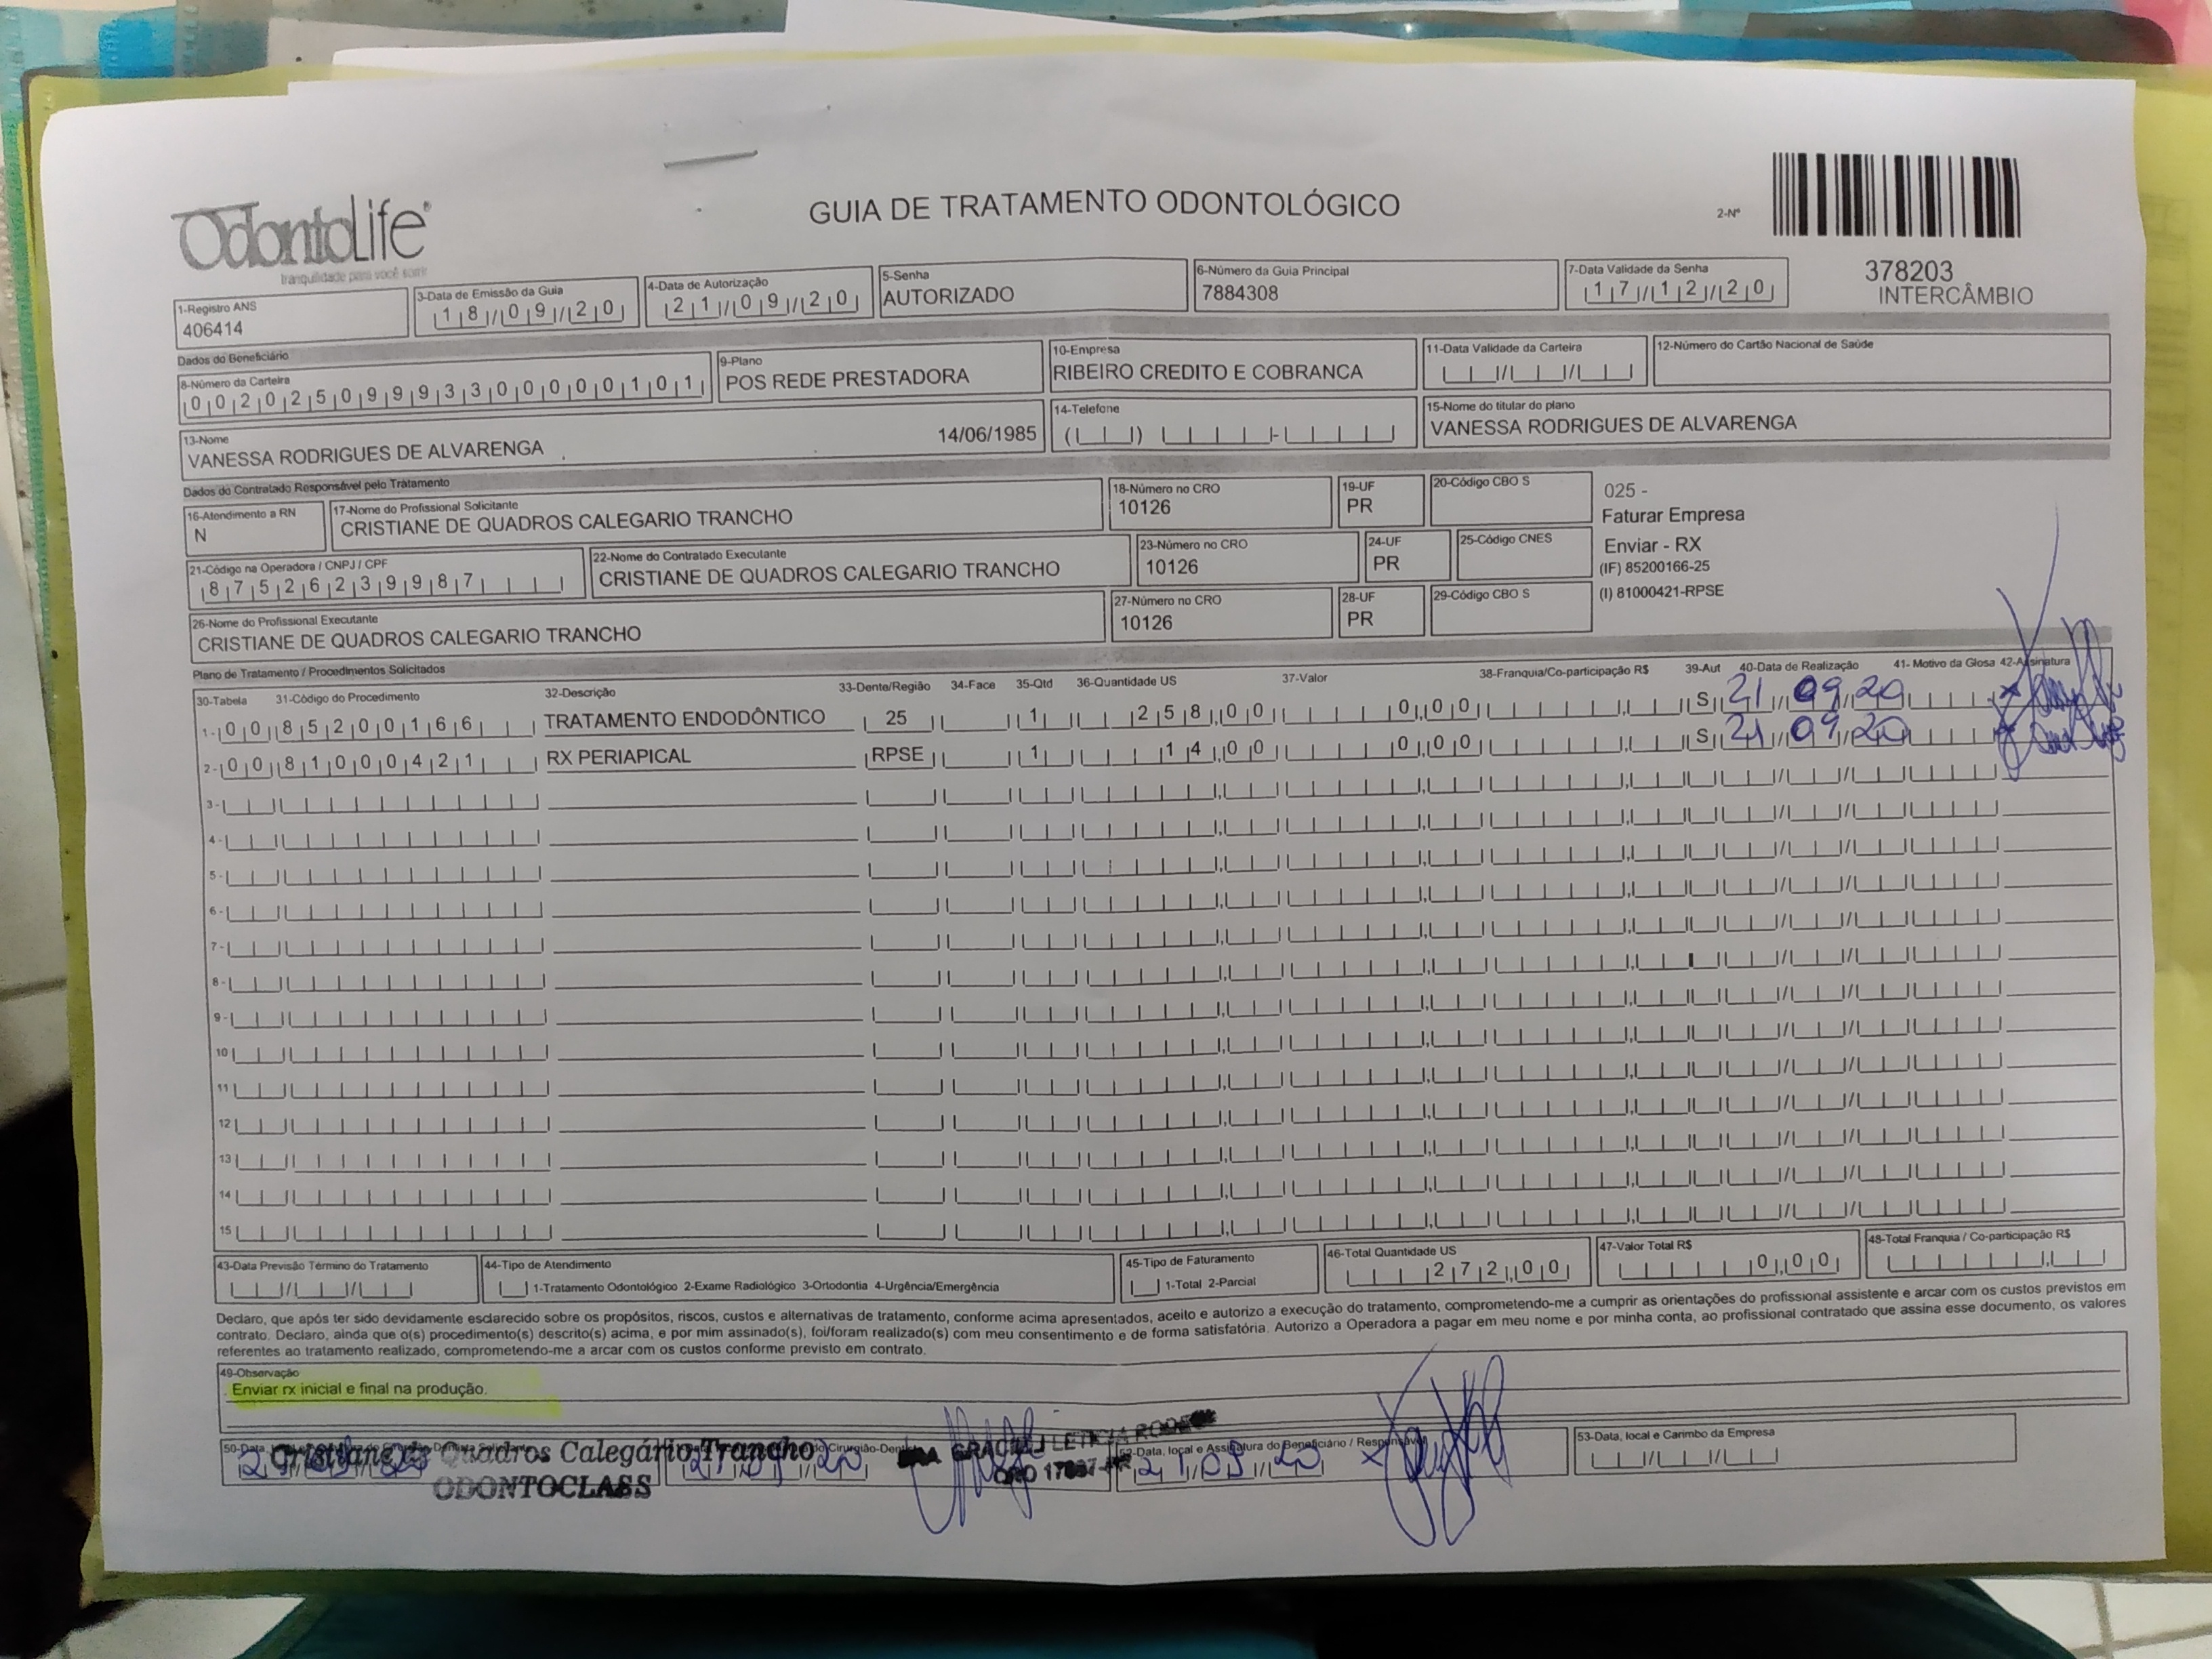 OdontoLife
tranquilidade para você sorrir
GUIA DE TRATAMENTO ODONTOLÓGICO
2-Nº
378203
INTERCÂMBIO
1-Registro ANS
406414
3-Data de Emissão da Guia
18/09/20
4-Data de Autorização
21/09/20
5-Senha
AUTORIZADO
6-Número da Guia Principal
7884308
7-Data Validade da Senha
17/12/20
Dados do Beneficiário
8-Número da Carteira
00202509993300000101
9-Plano
POS REDE PRESTADORA
10-Empresa
RIBEIRO CREDITO E COBRANCA
11-Data Validade da Carteira
12-Número do Cartão Nacional de Saúde
13-Nome
VANESSA RODRIGUES DE ALVARENGA 14/06/1985
14-Telefone
15-Nome do titular do plano
VANESSA RODRIGUES DE ALVARENGA
Dados do Contratado Responsável pelo Tratamento
16-Atendimento a RN
N
17-Nome do Profissional Solicitante
CRISTIANE DE QUADROS CALEGARIO TRANCHO
18-Número no CRO
10126
19-UF
PR
20-Código CBO S
025 -
Faturar Empresa
Enviar - RX
(IF) 85200166-25
(I) 81000421-RPSE
21-Código na Operadora / CNPJ / CPF
87526239987
22-Nome do Contratado Executante
CRISTIANE DE QUADROS CALEGARIO TRANCHO
23-Número no CRO
10126
24-UF
PR
25-Código CNES
26-Nome do Profissional Executante
CRISTIANE DE QUADROS CALEGARIO TRANCHO
27-Número no CRO
10126
28-UF
PR
29-Código CBO S
Plano de Tratamento / Procedimentos Solicitados
30-Tabela 31-Código do Procedimento 32-Descrição 33-Dente/Região 34-Face 35-Qtd 36-Quantidade US 37-Valor 38-Franquia/Co-participação R$ 39-Aut 40-Data de Realização 41- Motivo da Glosa 42-Assinatura
1- 00 85200166 TRATAMENTO ENDODÔNTICO 25 1 258,00 0,00 S 21/09/20
2- 00 81000421 RX PERIAPICAL RPSE 1 14,00 0,00 S 21/09/20
3-
4-
5-
6-
7-
8-
9-
10
11
12
13
14
15
43-Data Previsão Término do Tratamento
44-Tipo de Atendimento
1-Tratamento Odontológico 2-Exame Radiológico 3-Ortodontia 4-Urgência/Emergência
45-Tipo de Faturamento
1-Total 2-Parcial
46-Total Quantidade US
272,00
47-Valor Total R$
0,00
48-Total Franquia / Co-participação R$
Declaro, que após ter sido devidamente esclarecido sobre os propósitos, riscos, custos e alternativas de tratamento, conforme acima apresentados, aceito e autorizo a execução do tratamento, comprometendo-me a cumprir as orientações do profissional assistente e arcar com os custos previstos em
contrato. Declaro, ainda que o(s) procedimento(s) descrito(s) acima, e por mim assinado(s), foi/foram realizado(s) com meu consentimento e de forma satisfatória. Autorizo a Operadora a pagar em meu nome e por minha conta, ao profissional contratado que assina esse documento, os valores
referentes ao tratamento realizado, comprometendo-me a arcar com os custos conforme previsto em contrato.
49-Observação
Enviar rx inicial e final na produção.
50-Data,
Cristiane de Quadros Calegário Trancho
ODONTOCLASS
Cirurgião-Dentista
21/09/20
LETICIA
52-Data, local e Assinatura do Beneficiário / Responsável
21/09/20
53-Data, local e Carimbo da Empresa